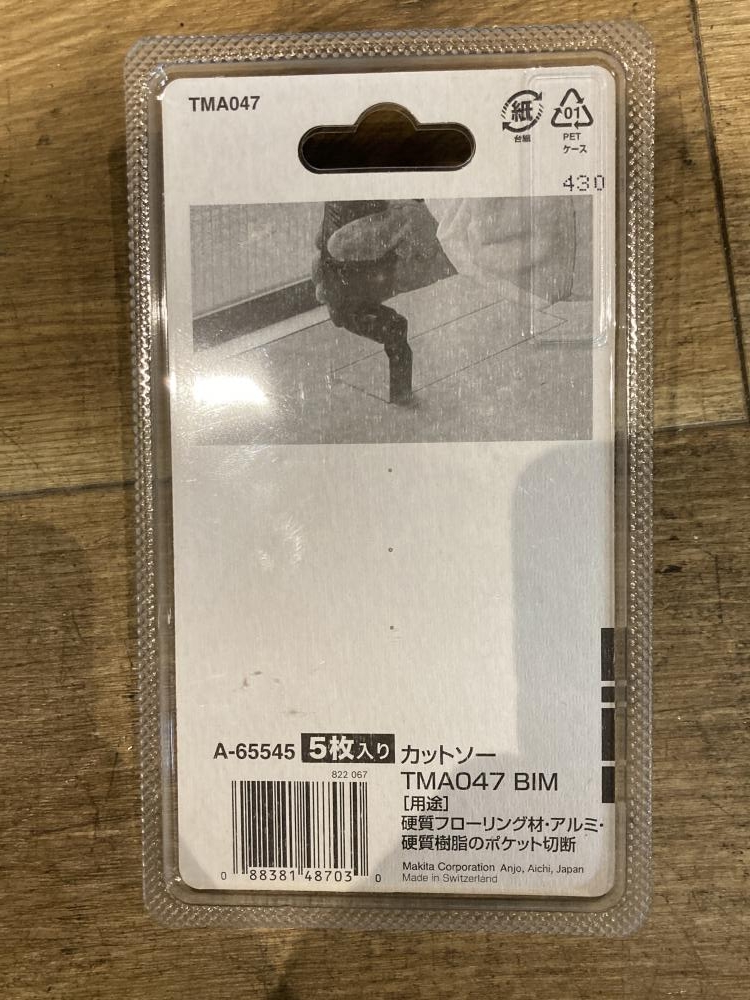 TMA047
紙
台紙
01
PET
ケース
430
A-65545 5枚入り
822 067
0 88381 48703 0
カットソー
TMA047 BIM
[用途]
硬質フローリング材・アルミ・
硬質樹脂のポケット切断
Makita Corporation Anjo, Aichi, Japan
Made in Switzerland